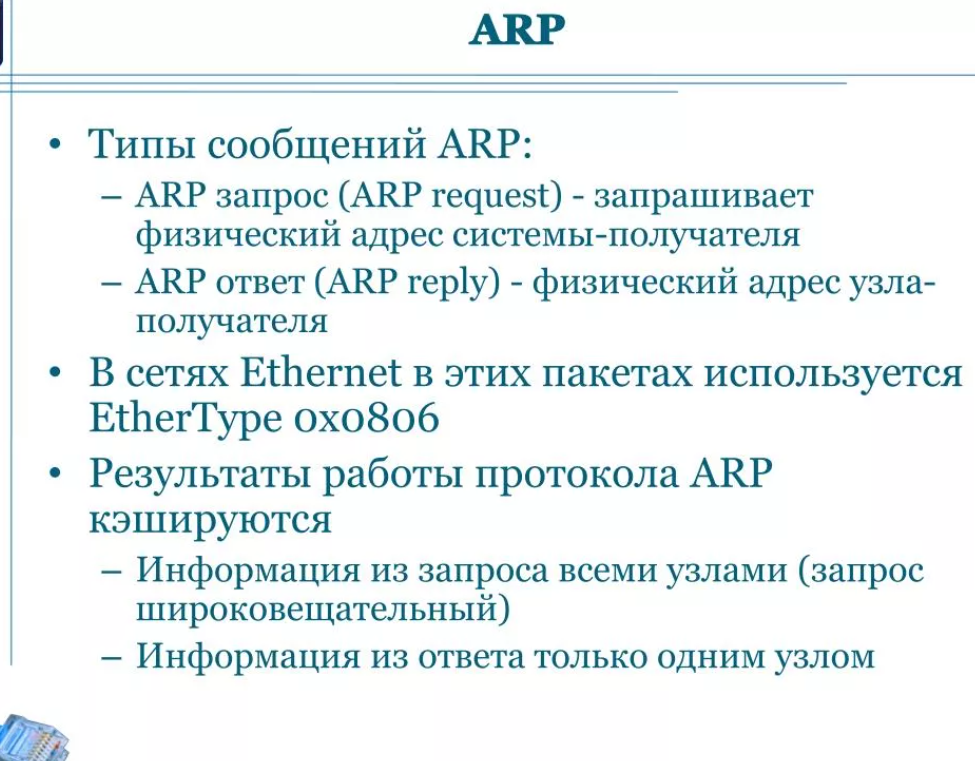 ARP
• Типы сообщений ARP:
– ARP запрос (ARP request) - запрашивает
физический адрес системы-получателя
– ARP ответ (ARP reply) - физический адрес узла-
получателя
• В сетях Ethernet в этих пакетах используется
EtherType 0x0806
• Результаты работы протокола ARP
кэшируются
– Информация из запроса всеми узлами (запрос
широковещательный)
– Информация из ответа только одним узлом